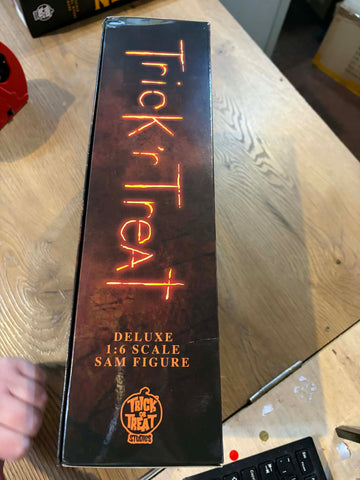 Trick 'r Treat
DELUXE
1:6 SCALE
SAM FIGURE
TRICK
OR
TREAT
STUDIOS